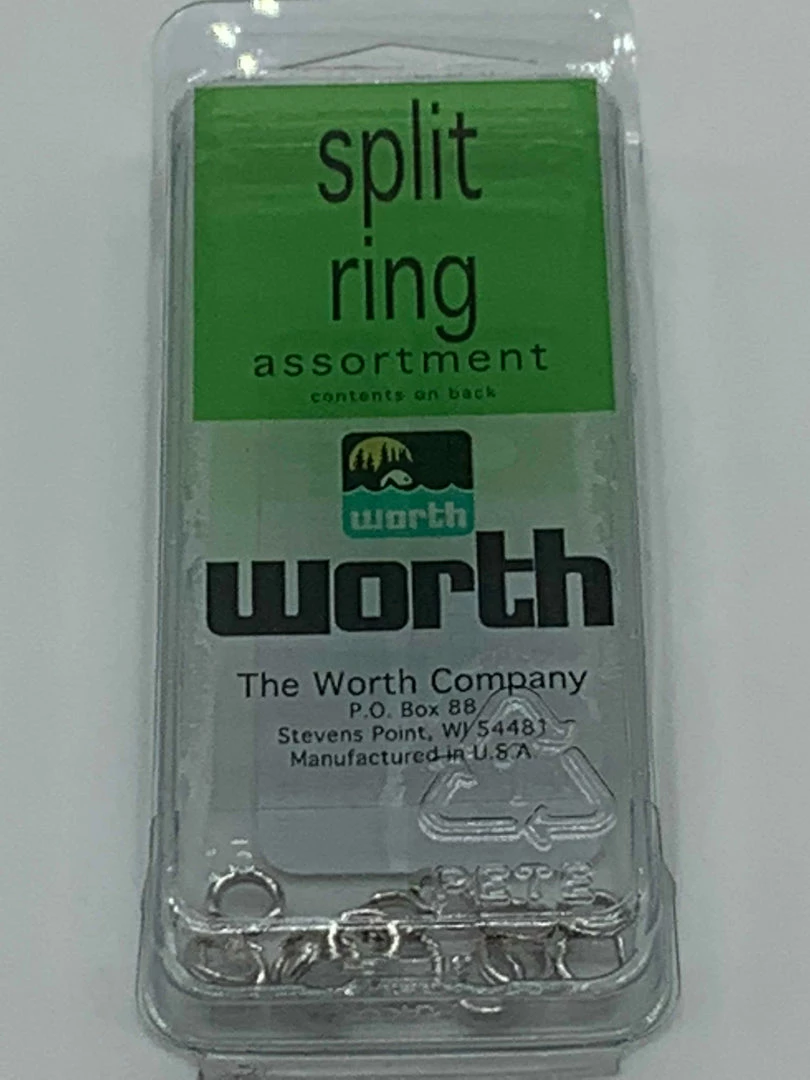 split
ring
assortment
contents on back
worth
worth
The Worth Company
P.O. Box 88
Stevens Point, WI 54481
Manufactured in U.S.A.
PETE